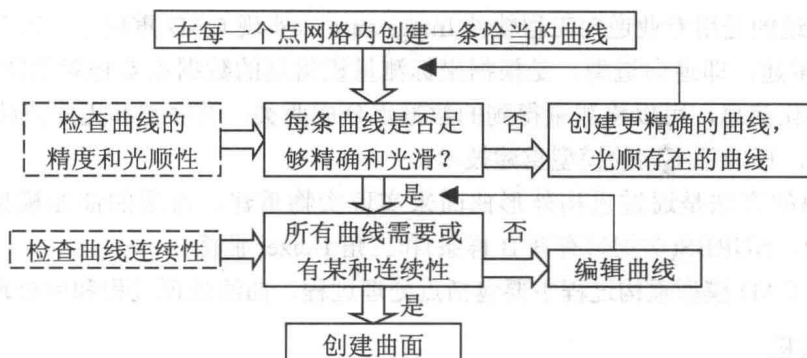 在每一个点网格内创建一条恰当的曲线
检查曲线的
精度和光顺性
每条曲线是否足
够精确和光滑？
否
创建更精确的曲线，
光顺存在的曲线
是
检查曲线连续性
所有曲线需要或
有某种连续性
否
编辑曲线
是
创建曲面